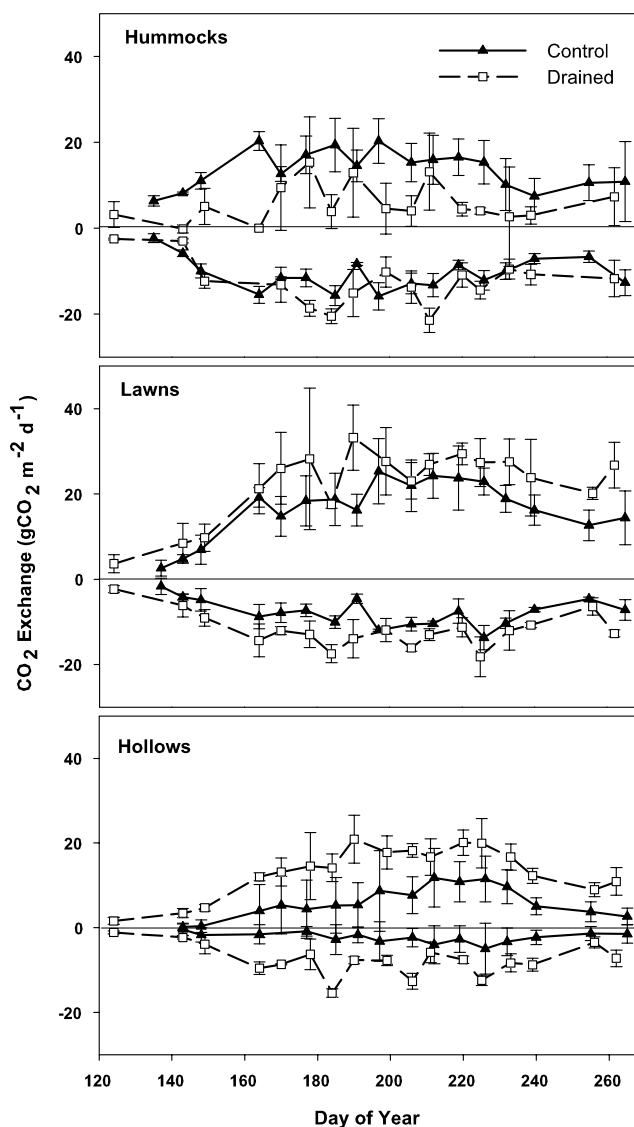 Hummocks
Control
Drained
40
20
0
-20
Lawns
40
20
0
-20
CO2 Exchange (gCO2 m-2 d-1)
Hollows
40
20
0
-20
120 140 160 180 200 220 240 260
Day of Year